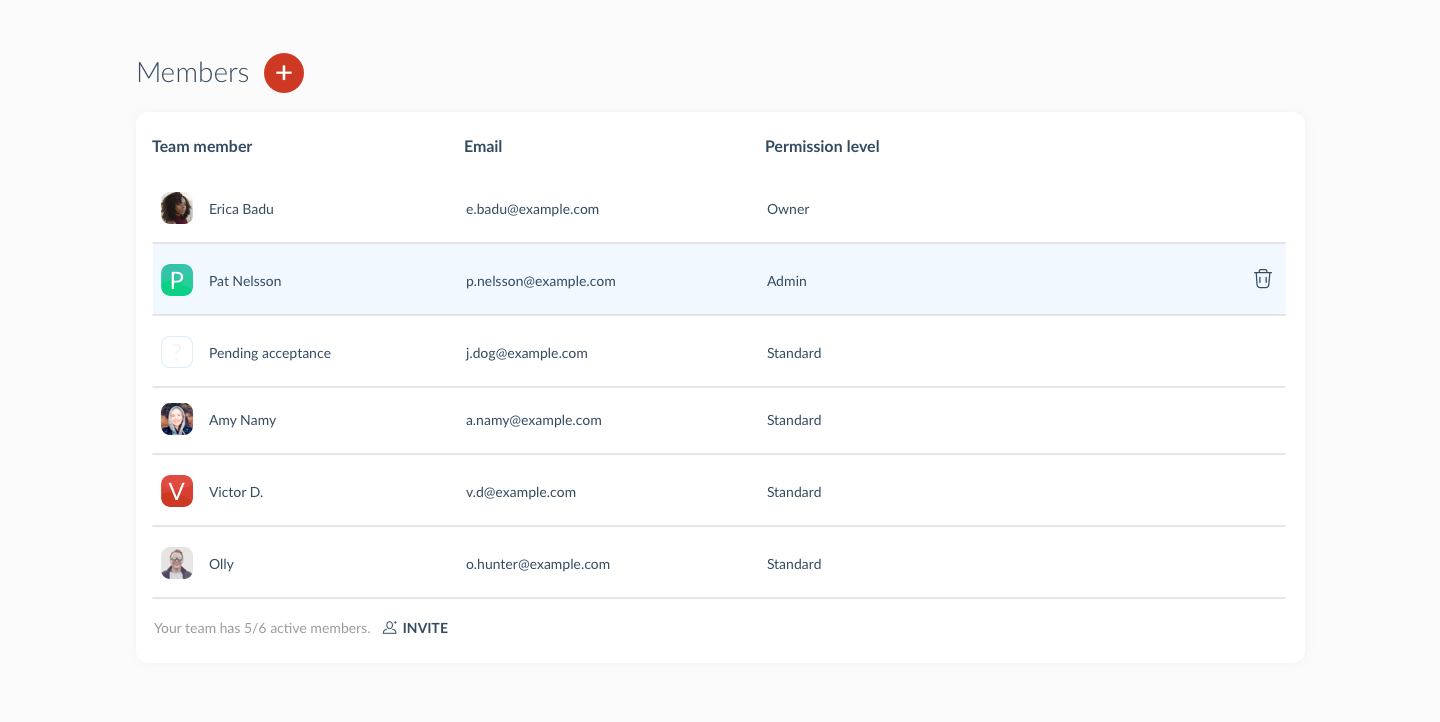 Members +
Team member Email Permission level
Erica Badu e.badu@example.com Owner
P Pat Nelsson p.nelsson@example.com Admin
? Pending acceptance j.dog@example.com Standard
Amy Namy a.namy@example.com Standard
V Victor D. v.d@example.com Standard
Olly o.hunter@example.com Standard
Your team has 5/6 active members. INVITE